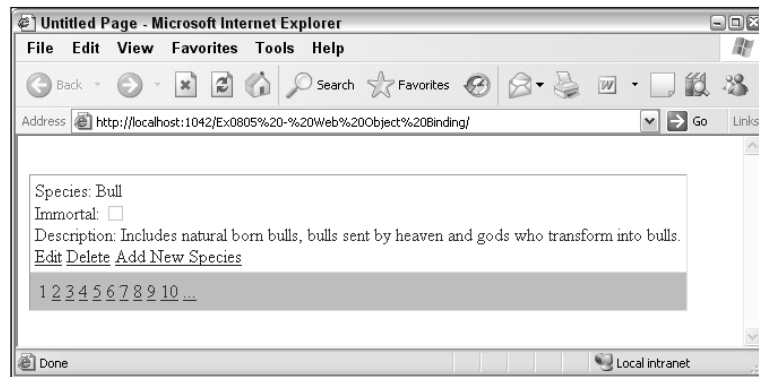 Untitled Page - Microsoft Internet Explorer
File Edit View Favorites Tools Help
Back Search Favorites
Address http://localhost:1042/Ex0805%20-%20Web%20Object%20Binding/ Go Links
Species: Bull
Immortal:
Description: Includes natural born bulls, bulls sent by heaven and gods who transform into bulls.
Edit Delete Add New Species
1 2 3 4 5 6 7 8 9 10 ...
Done Local intranet